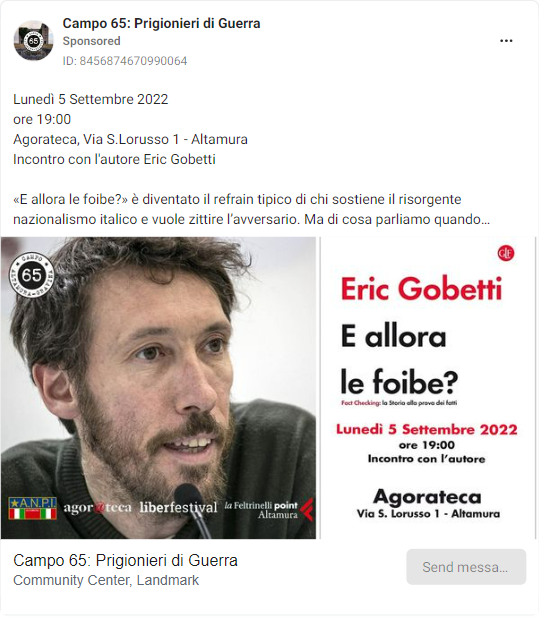 Campo 65: Prigionieri di Guerra
Sponsored
ID: 8456874670990064
Lunedì 5 Settembre 2022
ore 19:00
Agorateca, Via S.Lorusso 1 - Altamura
Incontro con l'autore Eric Gobetti
«E allora le foibe?» è diventato il refrain tipico di chi sostiene il risorgente
nazionalismo italico e vuole zittire l'avversario. Ma di cosa parliamo quando…
CAMPO
65
ALTAMURA-GRAVINA
GLF
Eric Gobetti
E allora
le foibe?
Fact Checking: la Storia alla prova dei fatti
Lunedì 5 Settembre 2022
ore 19:00
Incontro con l'autore
Agorateca
Via S. Lorusso 1 - Altamura
A.N.P.I.
agorateca
liberfestival
la Feltrinelli point
Altamura
Campo 65: Prigionieri di Guerra
Community Center, Landmark
Send messa…